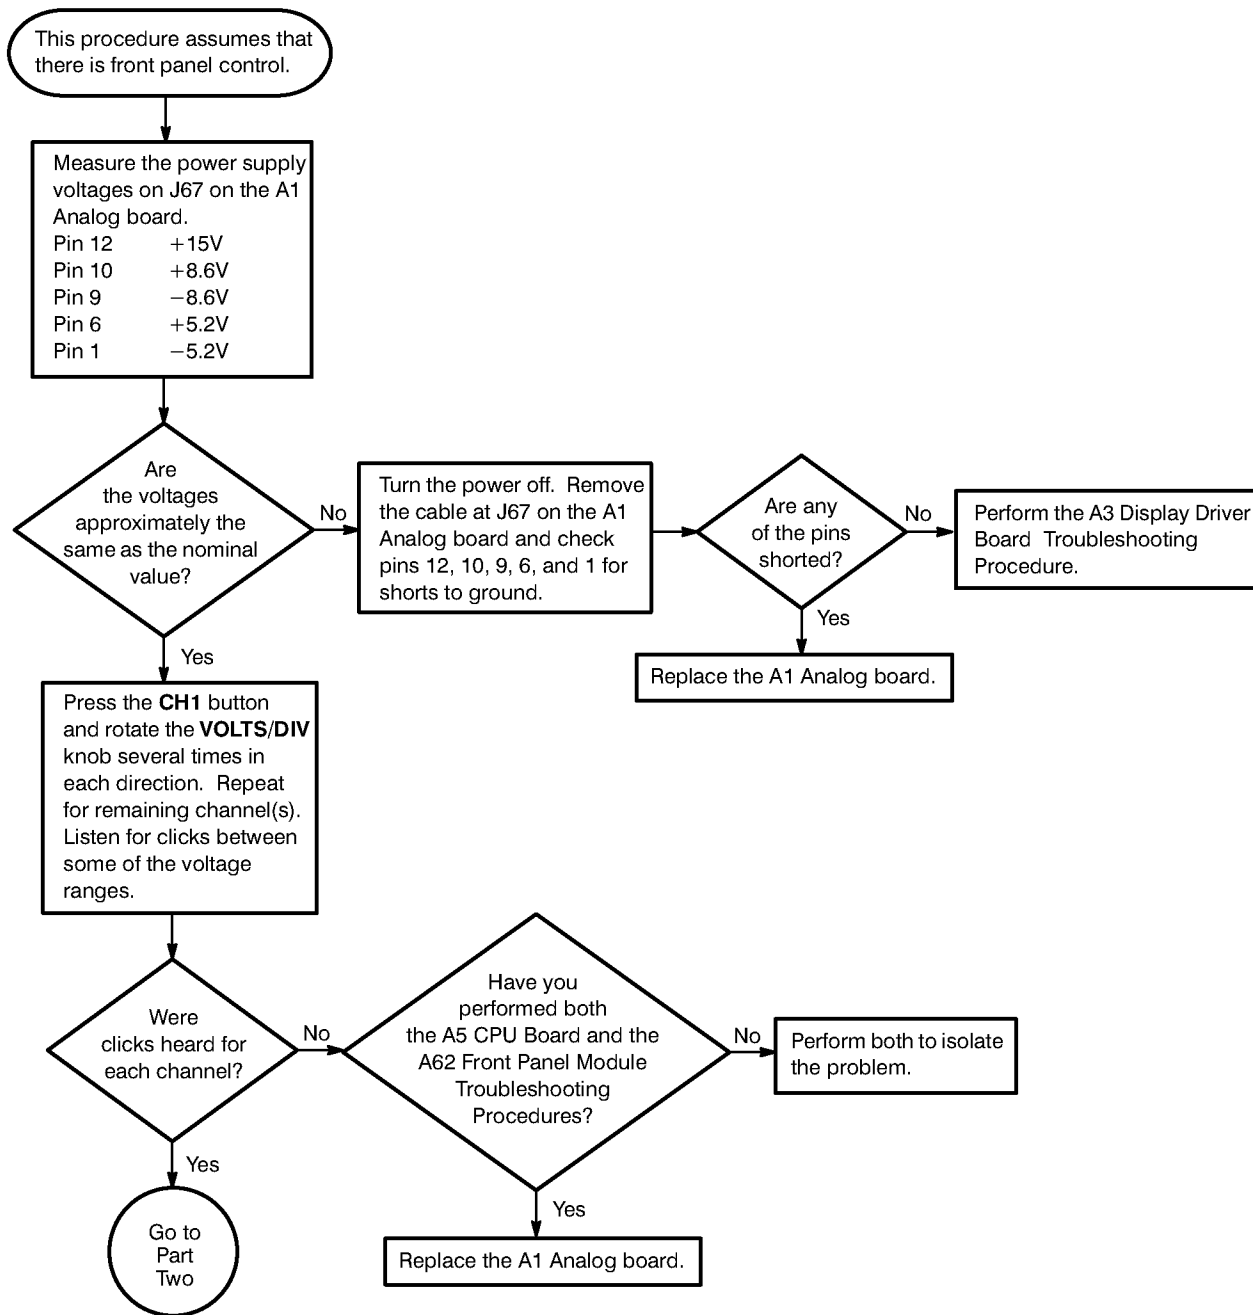 This procedure assumes that
there is front panel control.
Measure the power supply
voltages on J67 on the A1
Analog board.
Pin 12 +15V
Pin 10 +8.6V
Pin 9 −8.6V
Pin 6 +5.2V
Pin 1 −5.2V
Are
the voltages
approximately the
same as the nominal
value?
No
Turn the power off. Remove
the cable at J67 on the A1
Analog board and check
pins 12, 10, 9, 6, and 1 for
shorts to ground.
Are any
of the pins
shorted?
No
Perform the A3 Display Driver
Board Troubleshooting
Procedure.
Yes
Replace the A1 Analog board.
Yes
Press the CH1 button
and rotate the VOLTS/DIV
knob several times in
each direction. Repeat
for remaining channel(s).
Listen for clicks between
some of the voltage
ranges.
Were
clicks heard for
each channel?
No
Have you
performed both
the A5 CPU Board and the
A62 Front Panel Module
Troubleshooting
Procedures?
No
Perform both to isolate
the problem.
Yes
Replace the A1 Analog board.
Yes
Go to
Part
Two